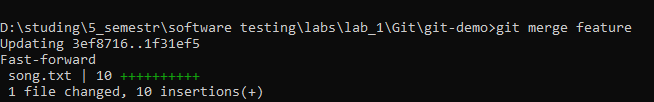 D:\studing\5_semestr\software testing\labs\lab_1\Git\git-demo>git merge feature
Updating 3ef8716..1f31ef5
Fast-forward
 song.txt | 10 ++++++++++
 1 file changed, 10 insertions(+)